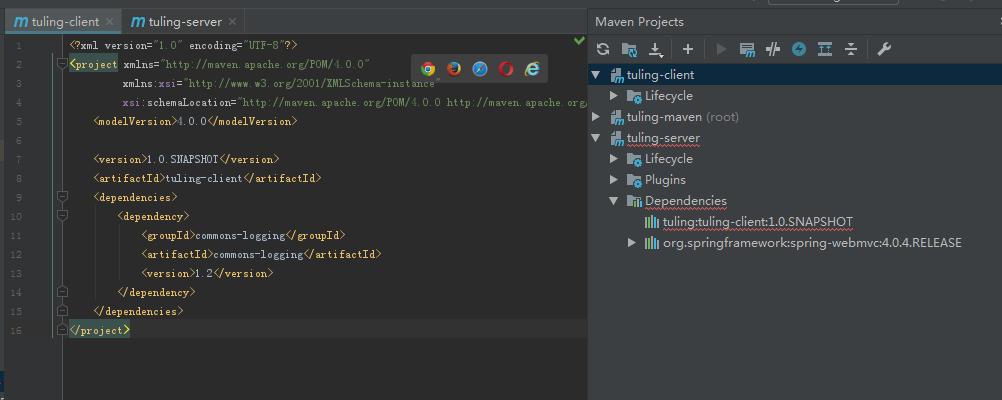 tuling-client
tuling-server
1 <?xml version="1.0" encoding="UTF-8"?>
2 <project xmlns="http://maven.apache.org/POM/4.0.0"
3 xmlns:xsi="http://www.w3.org/2001/XMLSchema-instance"
4 xsi:schemaLocation="http://maven.apache.org/POM/4.0.0 http://maven.apache.org/
5 <modelVersion>4.0.0</modelVersion>
6
7 <version>1.0.SNAPSHOT</version>
8 <artifactId>tuling-client</artifactId>
9 <dependencies>
10 <dependency>
11 <groupId>commons-logging</groupId>
12 <artifactId>commons-logging</artifactId>
13 <version>1.2</version>
14 </dependency>
15 </dependencies>
16 </project>
Maven Projects
tuling-client
Lifecycle
tuling-maven (root)
tuling-server
Lifecycle
Plugins
Dependencies
tuling:tuling-client:1.0.SNAPSHOT
org.springframework:spring-webmvc:4.0.4.RELEASE